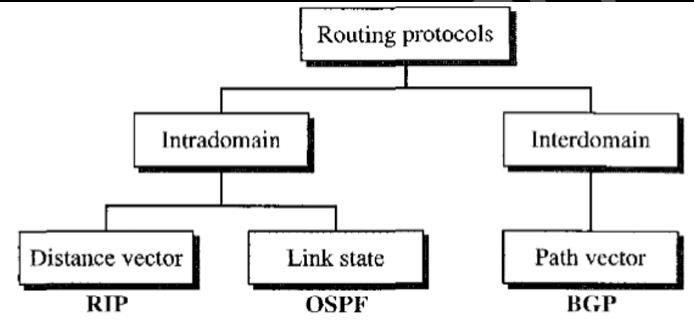 Routing protocols
Intradomain
Interdomain
Distance vector
Link state
Path vector
RIP
OSPF
BGP